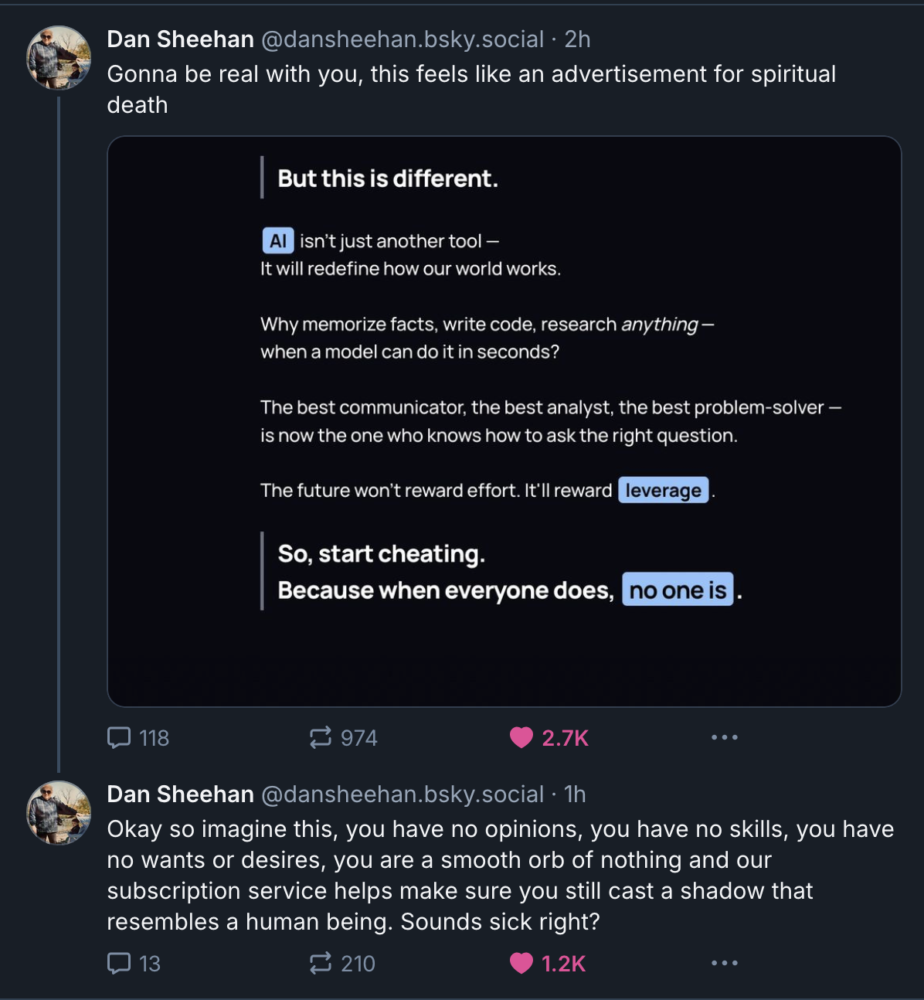 Dan Sheehan @dansheehan.bsky.social · 2h
Gonna be real with you, this feels like an advertisement for spiritual
death
But this is different.
AI isn't just another tool —
It will redefine how our world works.
Why memorize facts, write code, research anything —
when a model can do it in seconds?
The best communicator, the best analyst, the best problem-solver —
is now the one who knows how to ask the right question.
The future won't reward effort. It'll reward leverage.
So, start cheating.
Because when everyone does, no one is.
118 974 2.7K
Dan Sheehan @dansheehan.bsky.social · 1h
Okay so imagine this, you have no opinions, you have no skills, you have
no wants or desires, you are a smooth orb of nothing and our
subscription service helps make sure you still cast a shadow that
resembles a human being. Sounds sick right?
13 210 1.2K